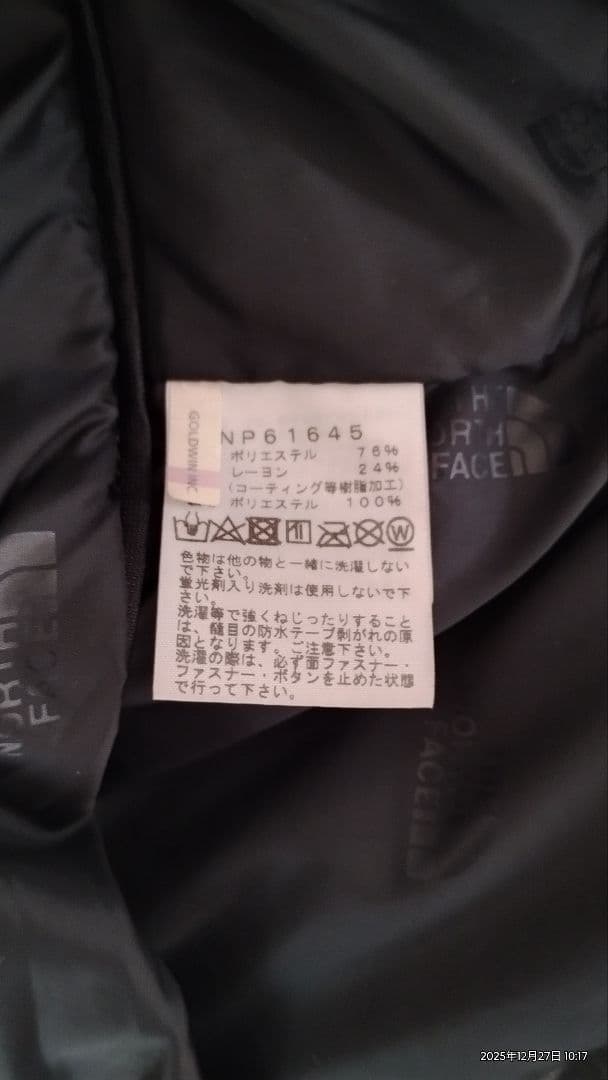 GOLDWIN INC
NP61645
ポリエステル 76%
レーヨン 24%
(コーティング等樹脂加工)
ポリエステル 100%
W
色物は他の物と一緒に洗濯しない
で下さい。
蛍光剤入り洗剤は使用しないで下
さい。
洗濯等で強くねじったりすること
は、縫目の防水テープ剥がれの原
因となります。ご注意下さい。
洗濯の際は、必ず面ファスナー・
ファスナー・ボタンを止めた状態
で行って下さい。
NORTH
FACE
NORTH
FACE
FACE
2025年12月27日 10:17